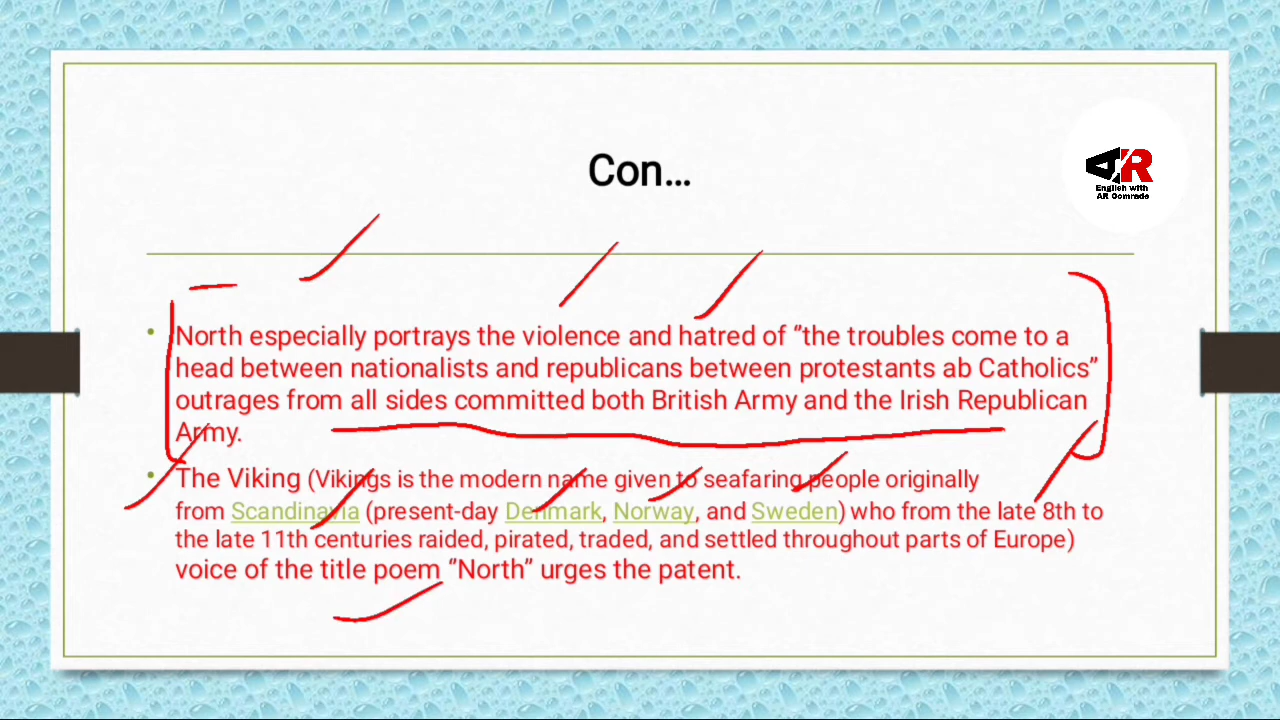 Con...
AR
English with
AR Comrade
North especially portrays the violence and hatred of “the troubles come to a
head between nationalists and republicans between protestants ab Catholics”
outrages from all sides committed both British Army and the Irish Republican
Army.
The Viking (Vikings is the modern name given to seafaring people originally
from Scandinavia (present-day Denmark, Norway, and Sweden) who from the late 8th to
the late 11th centuries raided, pirated, traded, and settled throughout parts of Europe)
voice of the title poem “North” urges the patent.